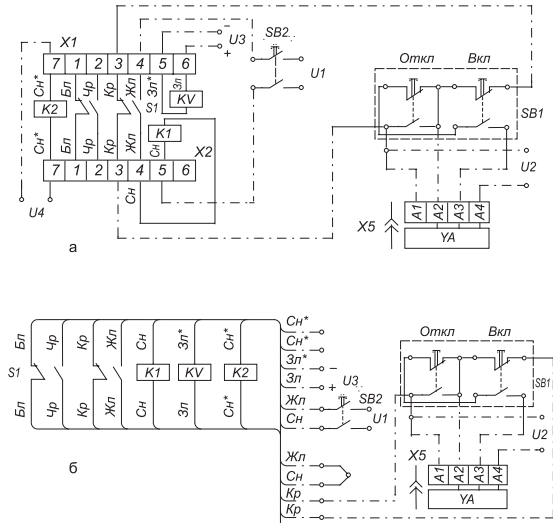 X1
7 1 2 3 4 5 6
Сн* Бл Чр Кр Жл Зл* Зл
K2 S1 KV
K1
Сн* Бл Чр Кр Жл Сн
X2
7 1 2 3 4 5 6
Сн
U4
− U3
+
SB2
U1
Откл Вкл
SB1
U2
X5
A1 A2 A3 A4
YA
а
Бл Чр Кр Жл Сн Зл* Сн*
S1 K1 KV K2
Бл Чр Кр Жл Сн Зл Сн*
Сн*
Сн*
Зл* −
Зл + U3
Жл SB2
Сн U1
Жл
Сн
Кр
Кр
Откл Вкл
SB1
U2
X5
A1 A2 A3 A4
YA
б